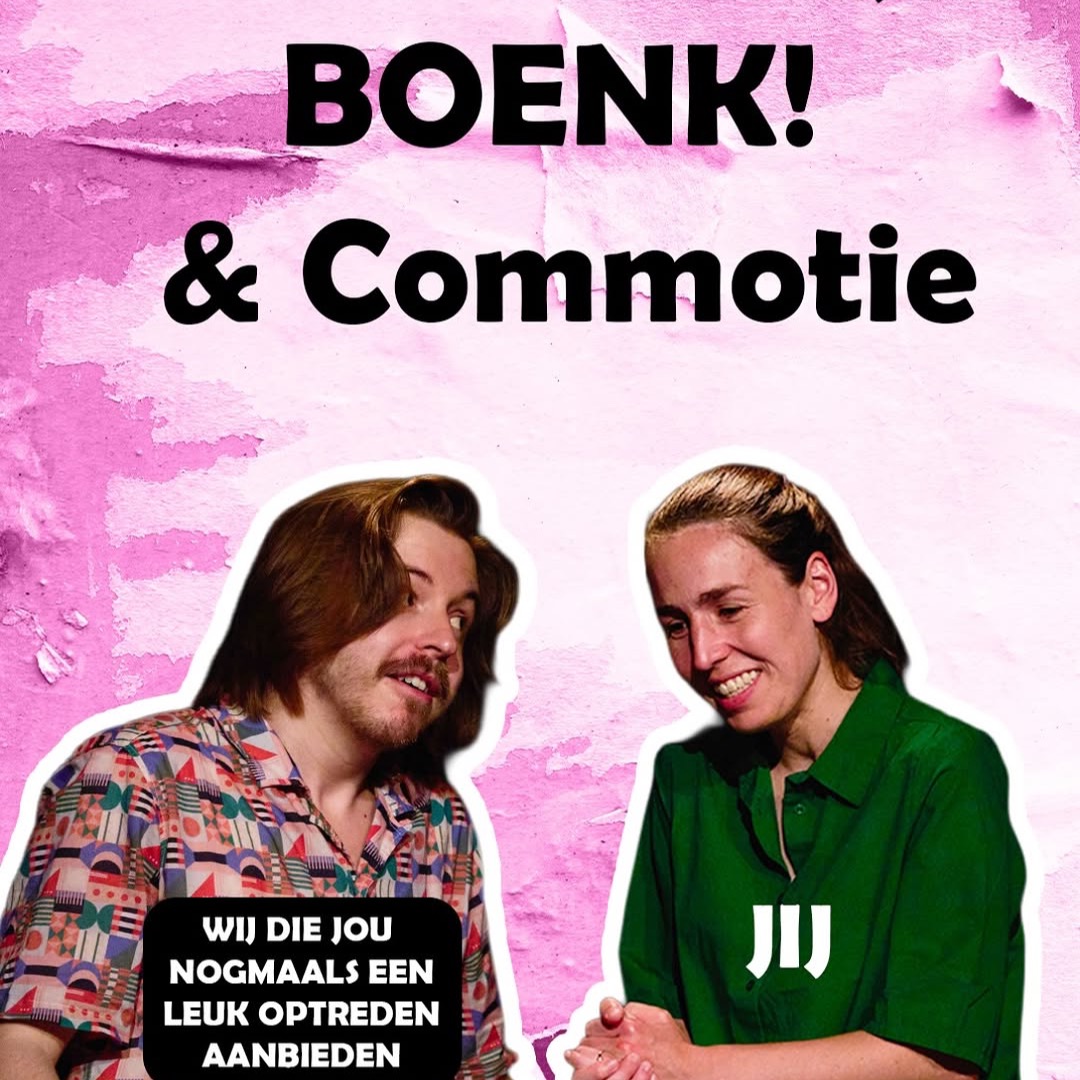 BOENK!
& Commotie
WIJ DIE JOU
NOGMAALS EEN
LEUK OPTREDEN
AANBIEDEN
JIJ